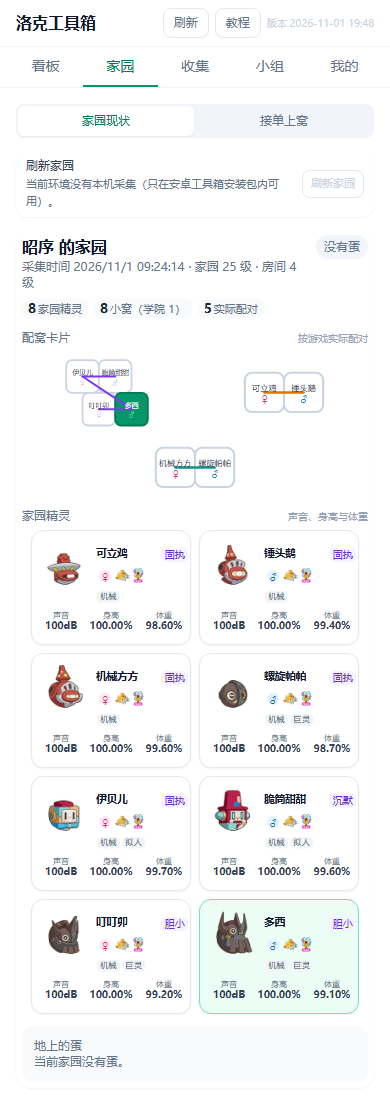 洛克工具箱
刷新
教程
版本 2026-11-01 19:48
看板
家园
收集
小组
我的
家园现状
接单上窝
刷新家园
当前环境没有本机采集（只在安卓工具箱安装包内可
用）。
刷新家园
昭序 的家园
没有蛋
采集时间 2026/11/1 09:24:14 · 家园 25 级 · 房间 4
级
8 家园精灵
8 小窝（学院 1）
5 实际配对
配窝卡片
按游戏实际配对
伊贝儿
脆筒甜甜
叮叮卯
多西
♂
可立鸡
♀
锤头鹅
♂
机械方方
♀
螺旋帕帕
♂
家园精灵
声音、身高与体重
可立鸡
固执
♀
机械
声音 身高 体重
100dB 100.00% 98.60%
锤头鹅
固执
♂
机械
声音 身高 体重
100dB 100.00% 99.40%
机械方方
固执
♀
机械
声音 身高 体重
100dB 100.00% 99.60%
螺旋帕帕
固执
♂
机械 巨灵
声音 身高 体重
100dB 100.00% 98.70%
伊贝儿
固执
♀
机械 拟人
声音 身高 体重
100dB 100.00% 99.70%
脆筒甜甜
沉默
♂
机械 拟人
声音 身高 体重
100dB 100.00% 99.60%
叮叮卯
胆小
♀
机械 巨灵
声音 身高 体重
100dB 100.00% 99.20%
多西
胆小
♂
机械 巨灵
声音 身高 体重
100dB 100.00% 99.10%
地上的蛋
当前家园没有蛋。